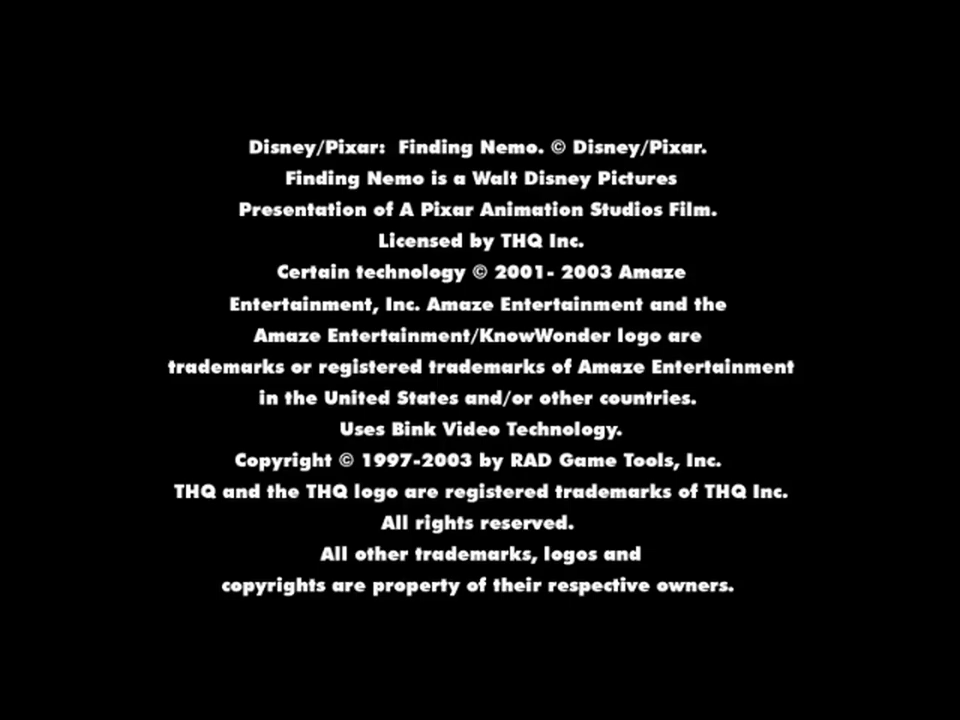 Disney/Pixar:  Finding Nemo. © Disney/Pixar.
Finding Nemo is a Walt Disney Pictures
Presentation of A Pixar Animation Studios Film.
Licensed by THQ Inc.
Certain technology © 2001- 2003 Amaze
Entertainment, Inc. Amaze Entertainment and the
Amaze Entertainment/KnowWonder logo are
trademarks or registered trademarks of Amaze Entertainment
in the United States and/or other countries.
Uses Bink Video Technology.
Copyright © 1997-2003 by RAD Game Tools, Inc.
THQ and the THQ logo are registered trademarks of THQ Inc.
All rights reserved.
All other trademarks, logos and
copyrights are property of their respective owners.